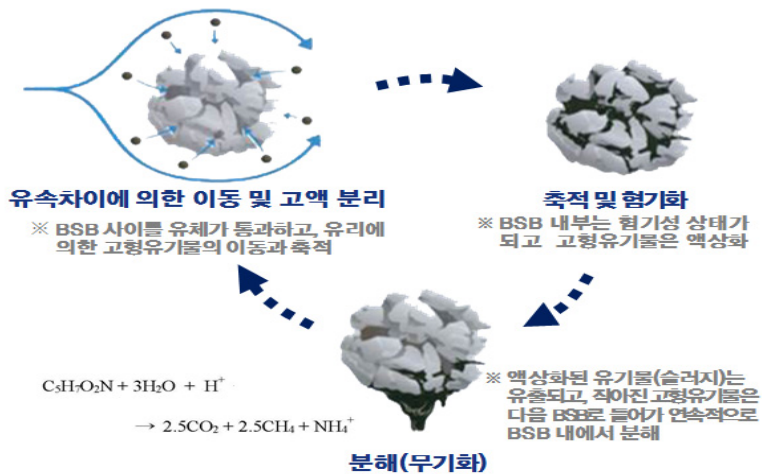 유속차이에 의한 이동 및 고액 분리
※ BSB 사이를 유체가 통과하고, 유리에
의한 고형유기물의 이동과 축적
축적 및 혐기화
※ BSB 내부는 혐기성 상태가
되고 고형유기물은 액상화
C₅H₇O₂N + 3H₂O + H⁺
→ 2.5CO₂ + 2.5CH₄ + NH₄⁺
※ 액상화된 유기물(슬러지)는
유출되고, 작아진 고형유기물은
다음 BSB로 들어가 연속적으로
BSB 내에서 분해
분해(무기화)